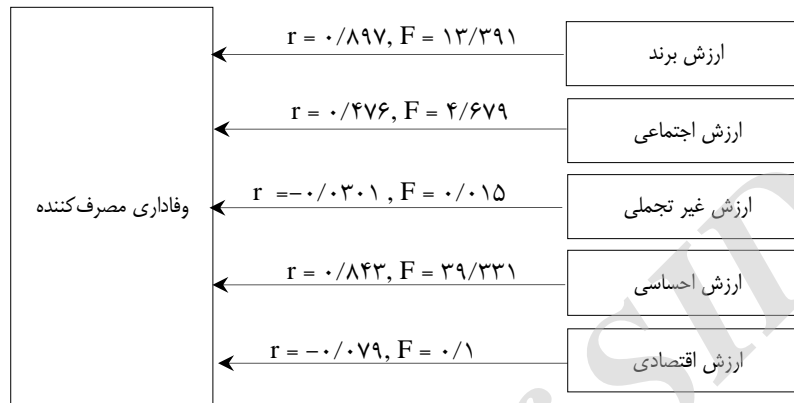 r = ۰/۸۹۷, F = ۱۳/۳۹۱
ارزش برند
r = ۰/۴۷۶, F = ۴/۶۷۹
ارزش اجتماعی
r =−۰/۰۳۰۱ , F = ۰/۰۱۵
ارزش غیر تجملی
وفاداری مصرف‌کننده
r = ۰/۸۴۳, F = ۳۹/۳۳۱
ارزش احساسی
r = −۰/۰۷۹, F = ۰/۱
ارزش اقتصادی
SID